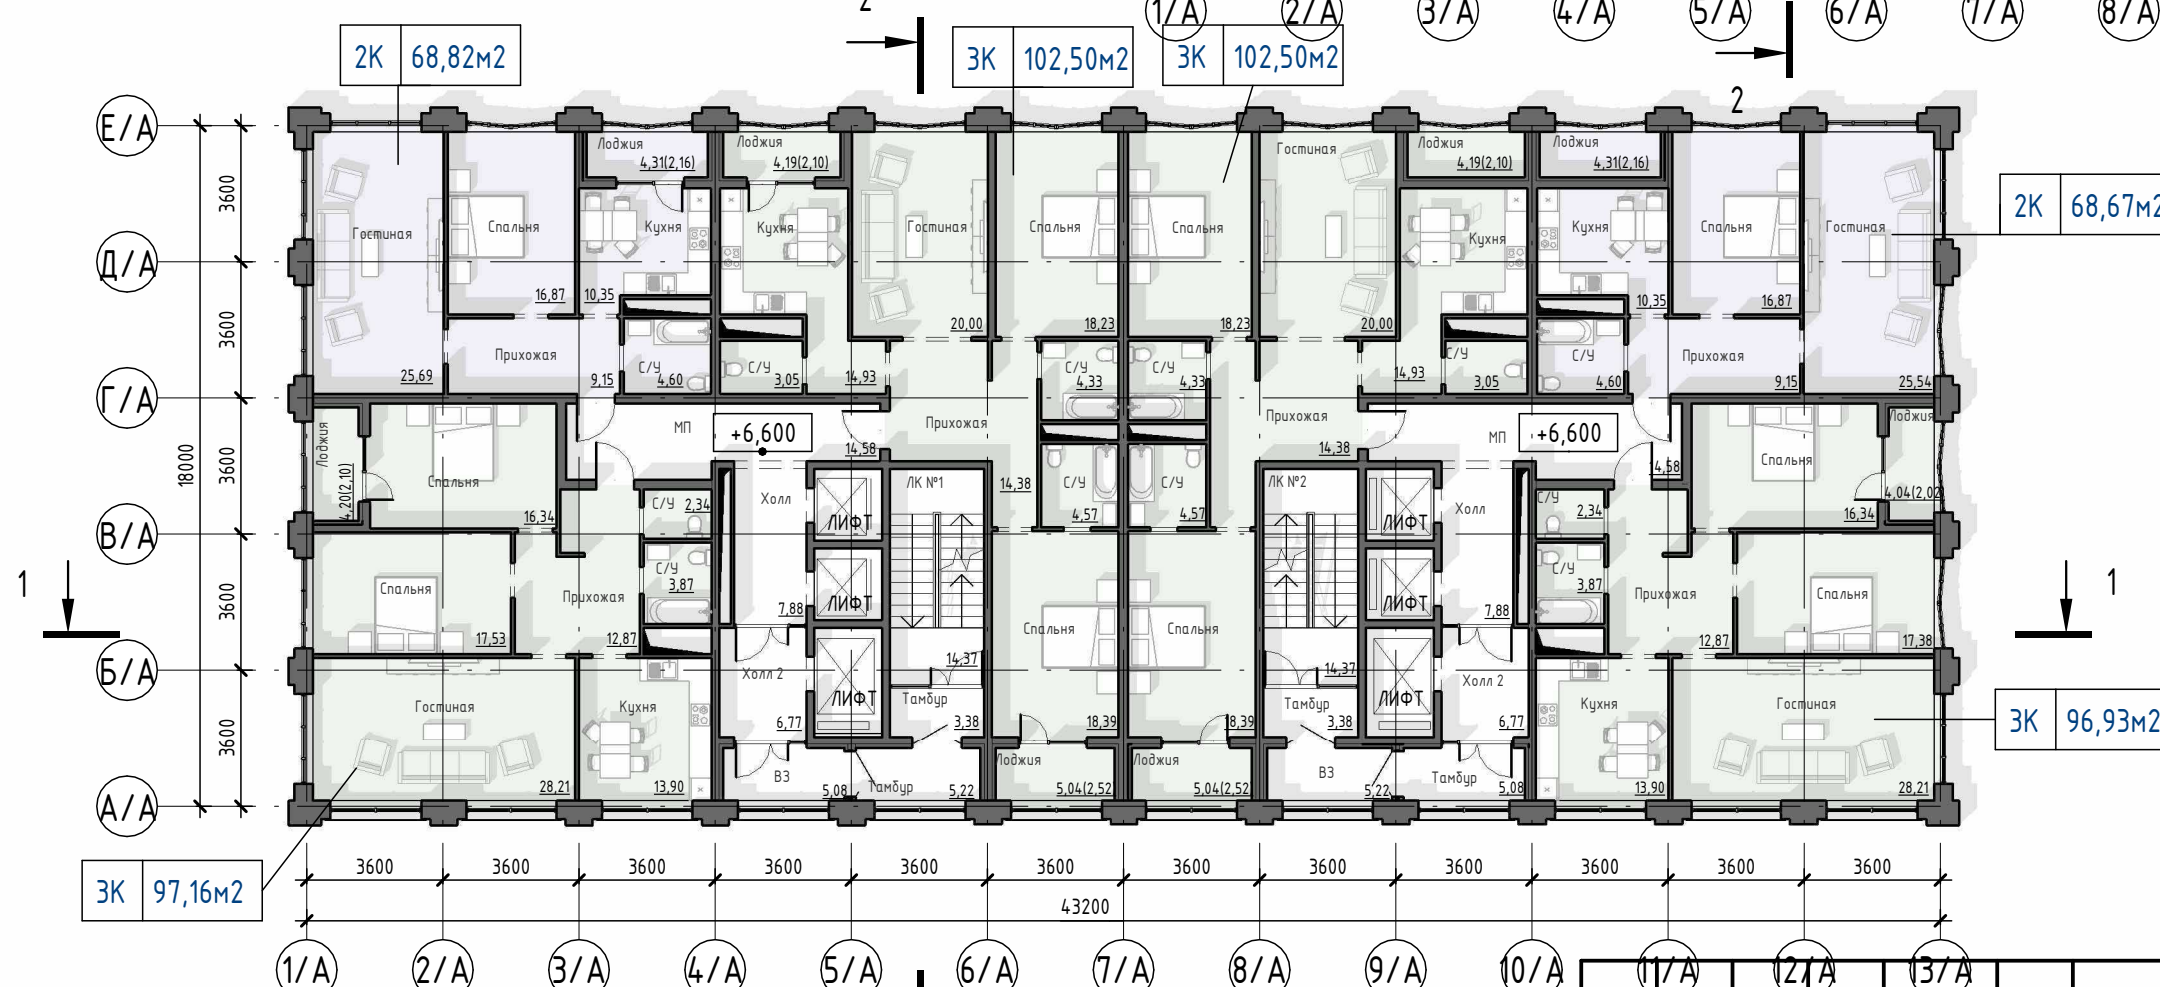 2
1/А 2/А 3/А 4/А 5/А 6/А 7/А 8/А
2К 68,82м2
3К 102,50м2
3К 102,50м2
2
Е/А
Лоджия 4,31(2,16)
Лоджия 4,19(2,10)
Гостиная
Лоджия 4,19(2,10)
Лоджия 4,31(2,16)
3600
2К 68,67м2
Гостиная Спальня Кухня Кухня Гостиная Спальня Спальня Кухня Кухня Спальня Гостиная
Д/А
16,87 10,35 20,00 18,23 18,23 20,00 10,35 16,87
3600
Прихожая С/У С/У С/У С/У С/У С/У Прихожая
25,69 9,15 4,60 3,05 14,93 4,33 4,33 14,93 3,05 4,60 9,15 25,54
Г/А
Лоджия 4,20(2,10)
МП +6,600 14,58
Прихожая
Прихожая 14,38
МП +6,600 14,58
Лоджия 4,04(2,02)
3600
18000
Спальня 16,34
С/У 2,34
Холл
ЛИФТ
ЛК №1
14,38
С/У 4,57
С/У 4,57
ЛК №2
ЛИФТ
Холл
С/У 2,34
Спальня 16,34
В/А
1
3600
Спальня 17,53
Прихожая 12,87
С/У 3,87
7,88
ЛИФТ
Спальня
Спальня
ЛИФТ
7,88
С/У 3,87
Прихожая 12,87
Спальня 17,38
1
Б/А
Холл 2 6,77
ЛИФТ
14,37
Тамбур 3,38
18,39
18,39
14,37
Тамбур 3,38
ЛИФТ
Холл 2 6,77
3600
Гостиная 28,21
Кухня 13,90
ВЗ 5,08
Тамбур 5,22
Лоджия 5,04(2,52)
Лоджия 5,04(2,52)
ВЗ 5,22
Тамбур 5,08
Кухня 13,90
Гостиная 28,21
3К 96,93м2
А/А
3К 97,16м2
3600 3600 3600 3600 3600 3600 3600 3600 3600 3600 3600 3600
43200
1/А 2/А 3/А 4/А 5/А 6/А 7/А 8/А 9/А 10/А 11/А 12/А 13/А